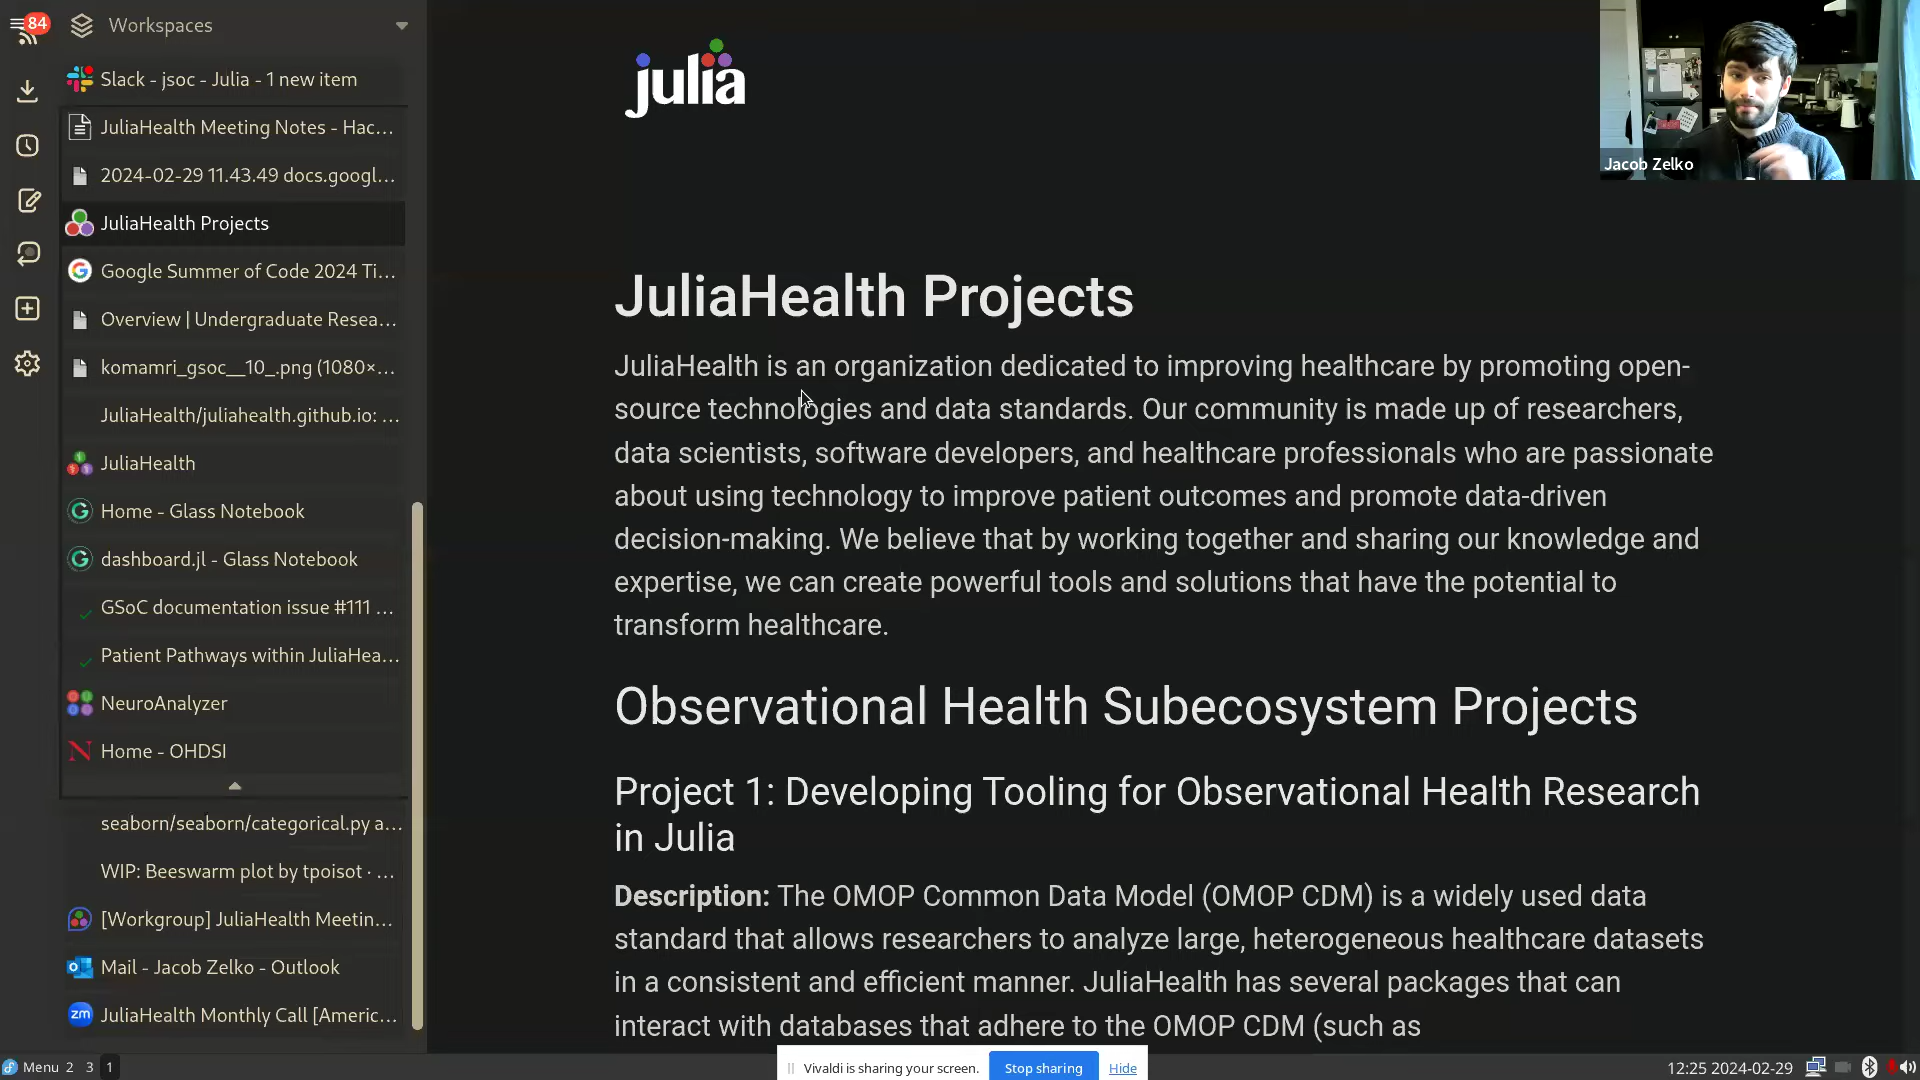 84
Workspaces
Slack - jsoc - Julia - 1 new item
JuliaHealth Meeting Notes - Hac...
2024-02-29 11.43.49 docs.googl...
JuliaHealth Projects
Google Summer of Code 2024 Ti...
Overview | Undergraduate Resea...
komamri_gsoc__10_.png (1080×...
JuliaHealth/juliahealth.github.io: ...
JuliaHealth
Home - Glass Notebook
dashboard.jl - Glass Notebook
GSoC documentation issue #111 ...
Patient Pathways within JuliaHea...
NeuroAnalyzer
Home - OHDSI
seaborn/seaborn/categorical.py a...
WIP: Beeswarm plot by tpoisot · ...
[Workgroup] JuliaHealth Meetin...
Mail - Jacob Zelko - Outlook
zm
JuliaHealth Monthly Call [Americ...
julia
Jacob Zelko
JuliaHealth Projects
JuliaHealth is an organization dedicated to improving healthcare by promoting open-
source technologies and data standards. Our community is made up of researchers,
data scientists, software developers, and healthcare professionals who are passionate
about using technology to improve patient outcomes and promote data-driven
decision-making. We believe that by working together and sharing our knowledge and
expertise, we can create powerful tools and solutions that have the potential to
transform healthcare.
Observational Health Subecosystem Projects
Project 1: Developing Tooling for Observational Health Research
in Julia
Description: The OMOP Common Data Model (OMOP CDM) is a widely used data
standard that allows researchers to analyze large, heterogeneous healthcare datasets
in a consistent and efficient manner. JuliaHealth has several packages that can
interact with databases that adhere to the OMOP CDM (such as
Menu 2 3 1
Vivaldi is sharing your screen. Stop sharing Hide
12:25 2024-02-29